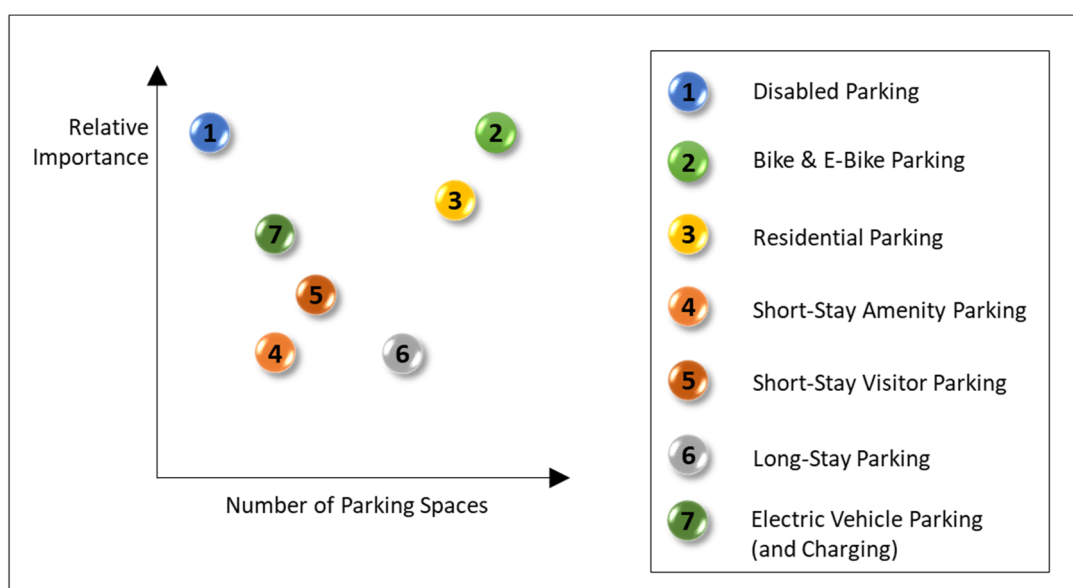 Relative
Importance
1
2
3
7
5
4
6
Number of Parking Spaces
1 Disabled Parking
2 Bike & E-Bike Parking
3 Residential Parking
4 Short-Stay Amenity Parking
5 Short-Stay Visitor Parking
6 Long-Stay Parking
7 Electric Vehicle Parking
(and Charging)